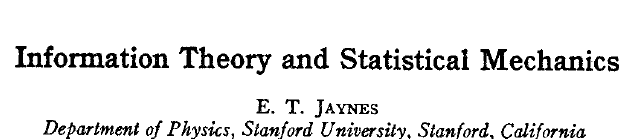 Information Theory and Statistical Mechanics
E. T. JAYNES
Department of Physics, Stanford University, Stanford, California